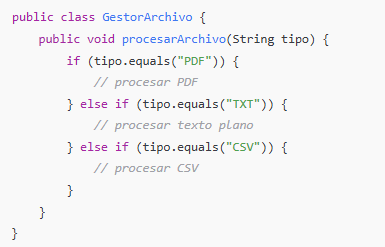 public class GestorArchivo {
    public void procesarArchivo(String tipo) {
        if (tipo.equals("PDF")) {
            // procesar PDF
        } else if (tipo.equals("TXT")) {
            // procesar texto plano
        } else if (tipo.equals("CSV")) {
            // procesar CSV
        }
    }
}